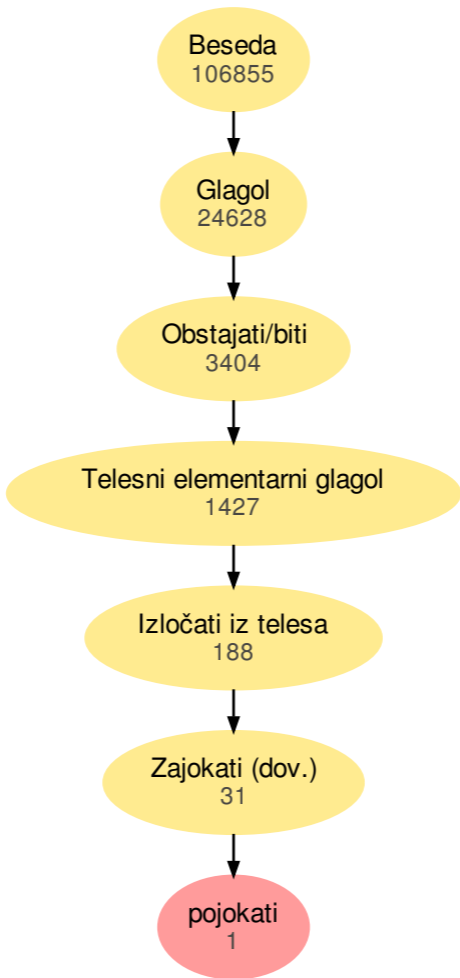 Beseda
106855
Glagol
24628
Obstajati/biti
3404
Telesni elementarni glagol
1427
Izločati iz telesa
188
Zajokati (dov.)
31
pojokati
1